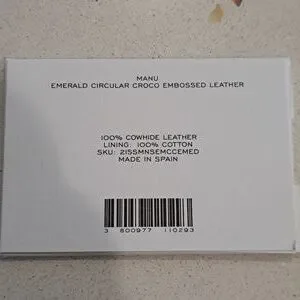 MANU
EMERALD CIRCULAR CROCO EMBOSSED LEATHER
100% COWHIDE LEATHER
LINING: 100% COTTON
SKU: 21SSMNSEMCCEMED
MADE IN SPAIN
3 800977 110293